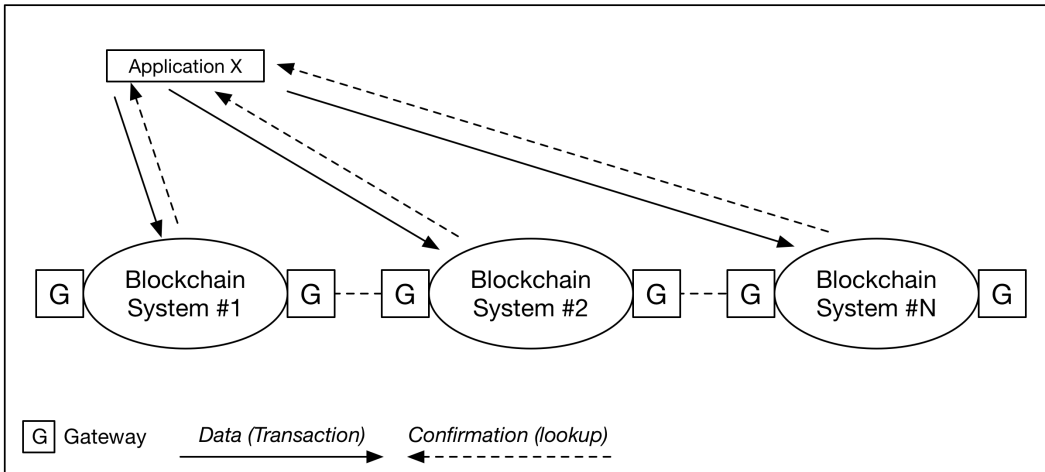 Application X
G
Blockchain
System #1
G
G
Blockchain
System #2
G
G
Blockchain
System #N
G
G
Gateway
Data (Transaction)
Confirmation (lookup)